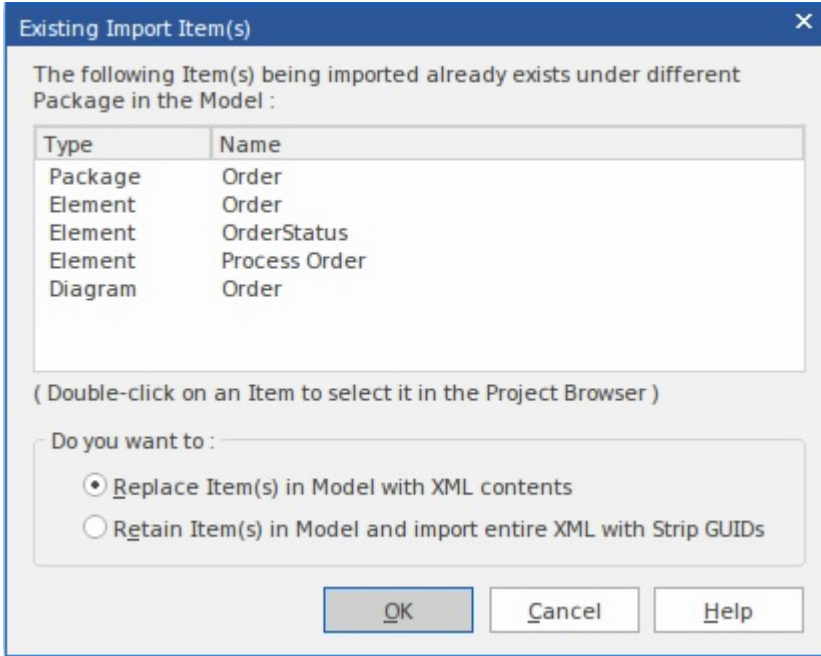 Existing Import Item(s)
The following Item(s) being imported already exists under different
Package in the Model :
Type Name
Package Order
Element Order
Element OrderStatus
Element Process Order
Diagram Order
( Double-click on an Item to select it in the Project Browser )
Do you want to :
Replace Item(s) in Model with XML contents
Retain Item(s) in Model and import entire XML with Strip GUIDs
OK Cancel Help